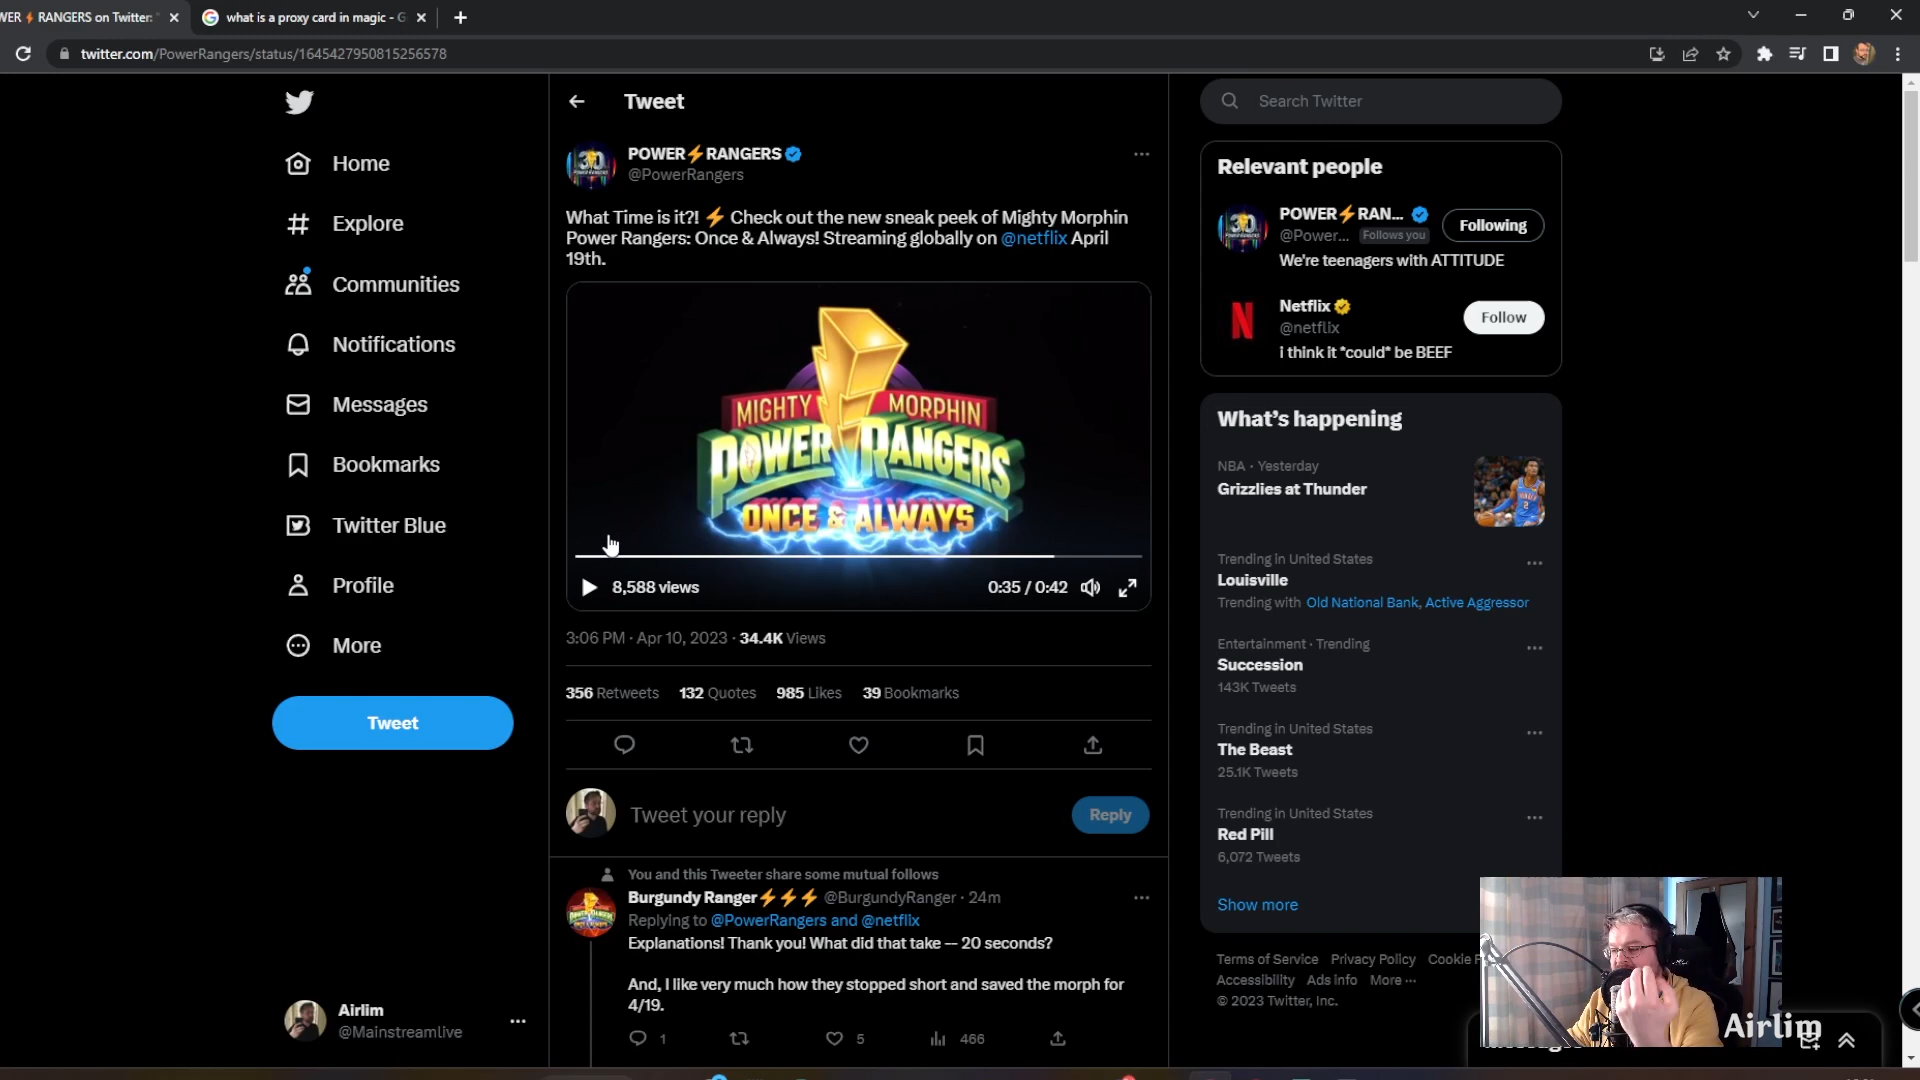 WER⚡RANGERS on Twitter: "
what is a proxy card in magic - G
twitter.com/PowerRangers/status/1645427950815256578
Home
Explore
Communities
Notifications
Messages
Bookmarks
Twitter Blue
Profile
More
Tweet
Airlim
@Mainstreamlive
Tweet
POWER⚡RANGERS
@PowerRangers
What Time is it?! ⚡ Check out the new sneak peek of Mighty Morphin
Power Rangers: Once & Always! Streaming globally on @netflix April
19th.
MIGHTY MORPHIN
POWER RANGERS
ONCE & ALWAYS
8,588 views
0:35 / 0:42
3:06 PM · Apr 10, 2023 · 34.4K Views
356 Retweets 132 Quotes 985 Likes 39 Bookmarks
Tweet your reply
Reply
You and this Tweeter share some mutual follows
Burgundy Ranger⚡⚡⚡ @BurgundyRanger · 24m
Replying to @PowerRangers and @netflix
Explanations! Thank you! What did that take -- 20 seconds?
And, I like very much how they stopped short and saved the morph for
4/19.
1
5
466
Search Twitter
Relevant people
POWER⚡RAN...
Following
@Power... Follows you
We're teenagers with ATTITUDE
Netflix
@netflix
Follow
i think it *could* be BEEF
What's happening
NBA · Yesterday
Grizzlies at Thunder
Trending in United States
Louisville
Trending with Old National Bank, Active Aggressor
Entertainment · Trending
Succession
143K Tweets
Trending in United States
The Beast
25.1K Tweets
Trending in United States
Red Pill
6,072 Tweets
Show more
Terms of Service Privacy Policy Cookie P
Accessibility Ads info More ...
© 2023 Twitter, Inc.
Airlim